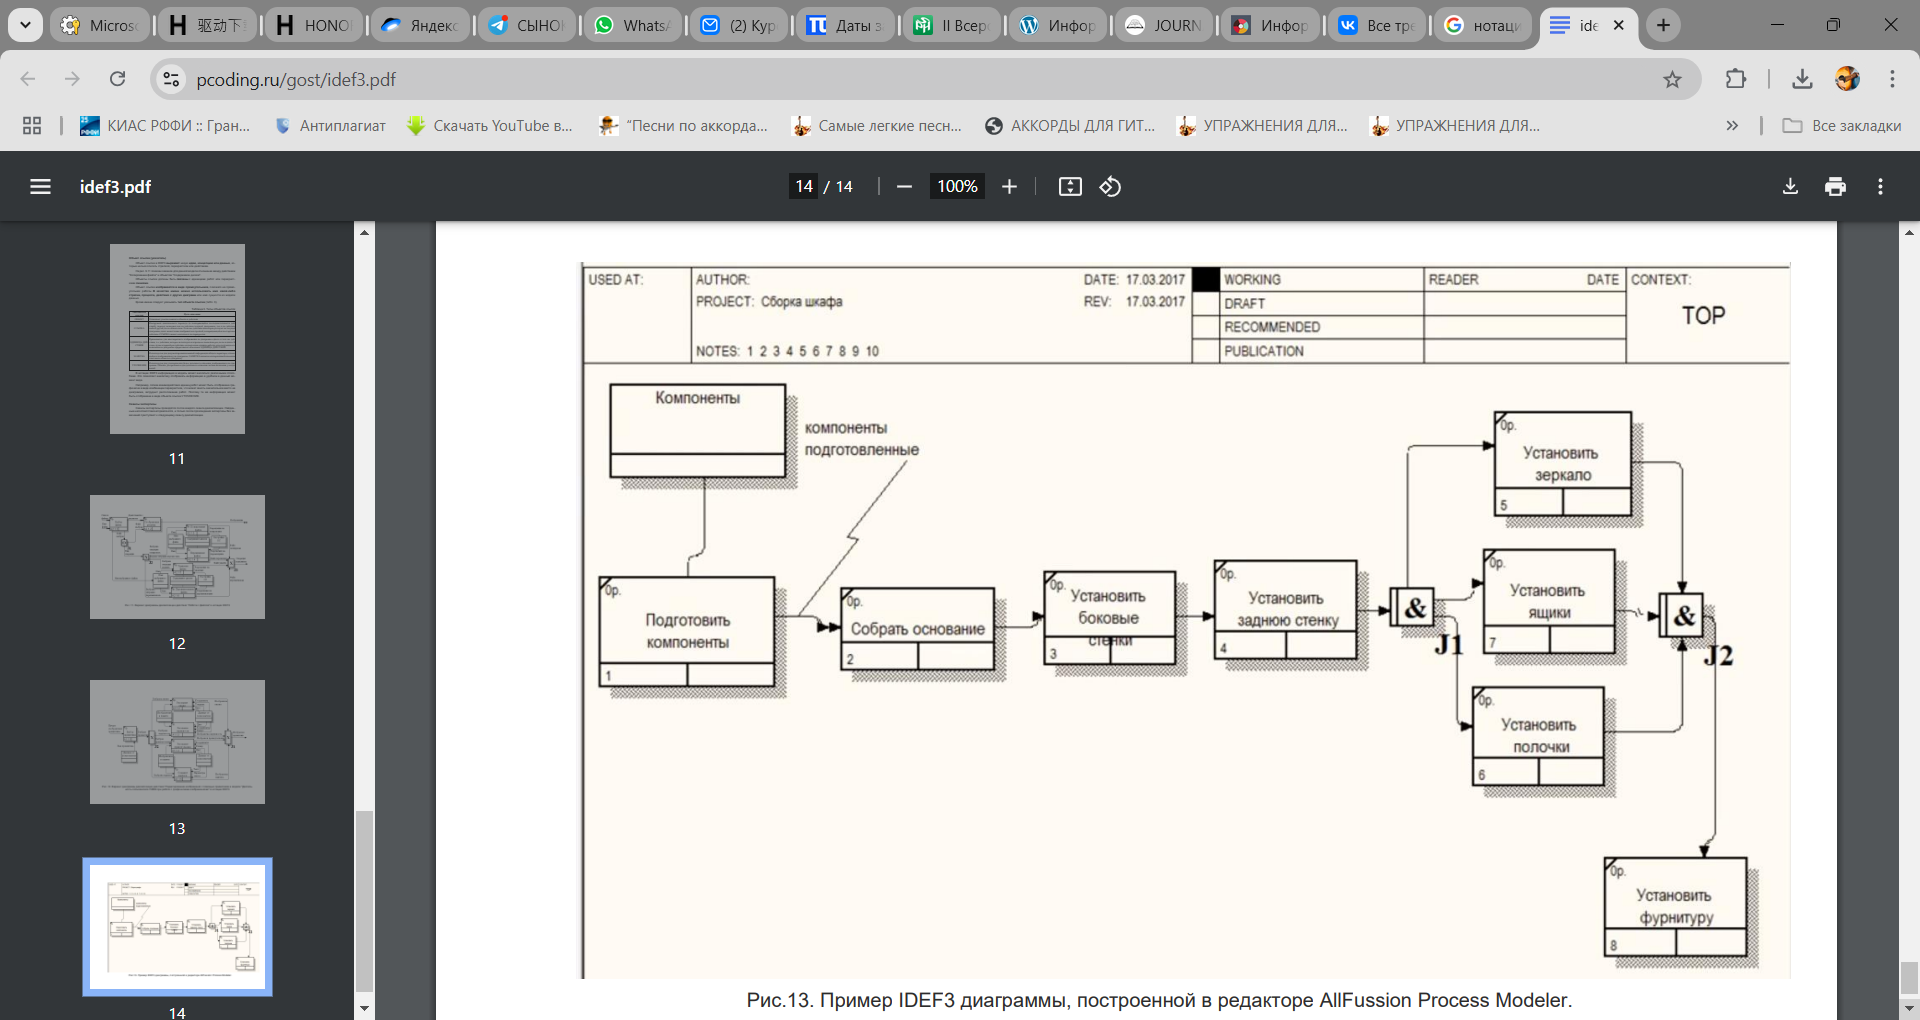 Microso
驱动下载
HONO
Яндекс
СЫНО
WhatsA
(2) Кур
Даты з
II Всер
Инфор
JOURN
Инфор
Все тре
нотаци
ide
pcoding.ru/gost/idef3.pdf
КИАС РФФИ :: Гран...
Антиплагиат
Скачать YouTube в...
"Песни по аккорда...
Самые легкие песн...
АККОРДЫ ДЛЯ ГИТ...
УПРАЖНЕНИЯ ДЛЯ...
УПРАЖНЕНИЯ ДЛЯ...
Все закладки
idef3.pdf
14 / 14
100%
11
12
13
14
USED AT:
AUTHOR:
DATE: 17.03.2017
PROJECT: Сборка шкафа
REV: 17.03.2017
NOTES: 1 2 3 4 5 6 7 8 9 10
WORKING
DRAFT
RECOMMENDED
PUBLICATION
READER
DATE
CONTEXT:
TOP
Компоненты
компоненты
подготовленные
0р.
Подготовить
компоненты
1
0р.
Собрать основание
2
0р.
Установить
боковые
стенки
3
0р.
Установить
заднюю стенку
4
&
J1
0р.
Установить
зеркало
5
0р.
Установить
ящики
7
0р.
Установить
полочки
6
&
J2
0р.
Установить
фурнитуру
8
Рис.13. Пример IDEF3 диаграммы, построенной в редакторе AllFussion Process Modeler.